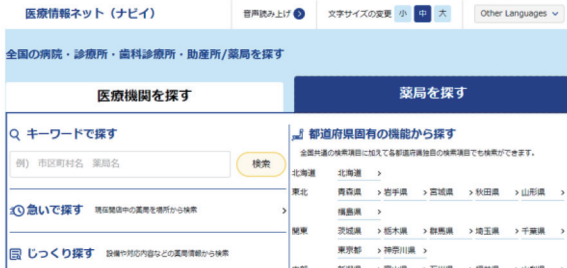 医療情報ネット（ナビイ）
音声読み上げ
文字サイズの変更 小 中 大
Other Languages
全国の病院・診療所・歯科診療所・助産所/薬局を探す
医療機関を探す
薬局を探す
キーワードで探す
例）市区町村名 薬局名
検索
急いで探す 現在開店中の薬局を場所から検索
じっくり探す 設備や対応内容などの薬局情報から検索
都道府県固有の機能から探す
全国共通の検索項目に加えて各都道府県独自の検索項目でも検索ができます。
北海道 北海道
東北 青森県 岩手県 宮城県 秋田県 山形県
福島県
関東 茨城県 栃木県 群馬県 埼玉県 千葉県
東京都 神奈川県